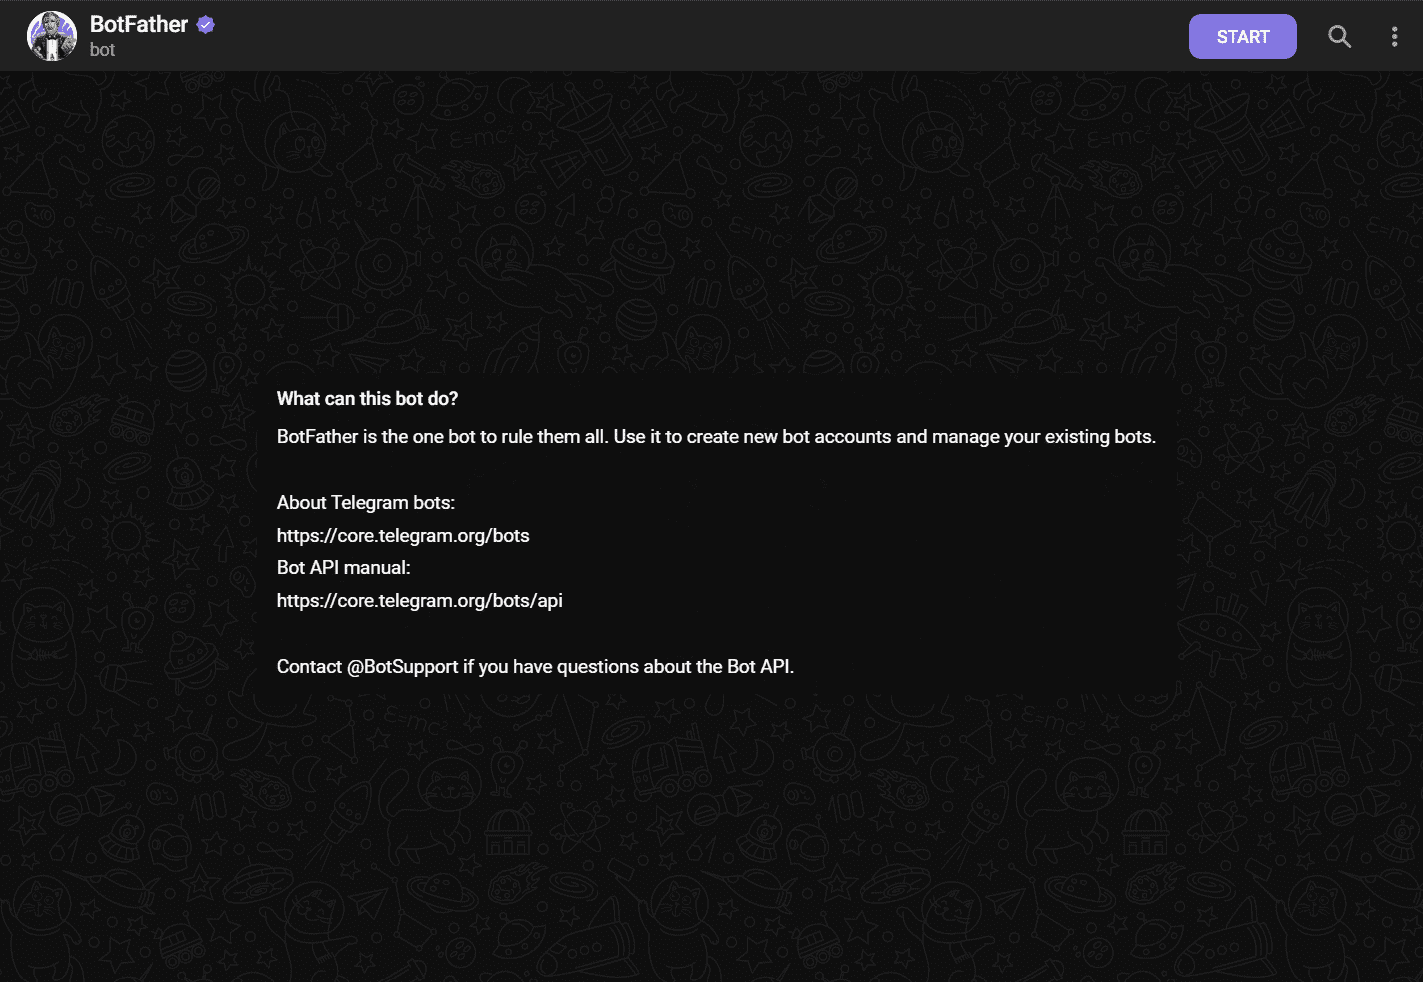 BotFather
bot
START
What can this bot do?
BotFather is the one bot to rule them all. Use it to create new bot accounts and manage your existing bots.
About Telegram bots:
https://core.telegram.org/bots
Bot API manual:
https://core.telegram.org/bots/api
Contact @BotSupport if you have questions about the Bot API.